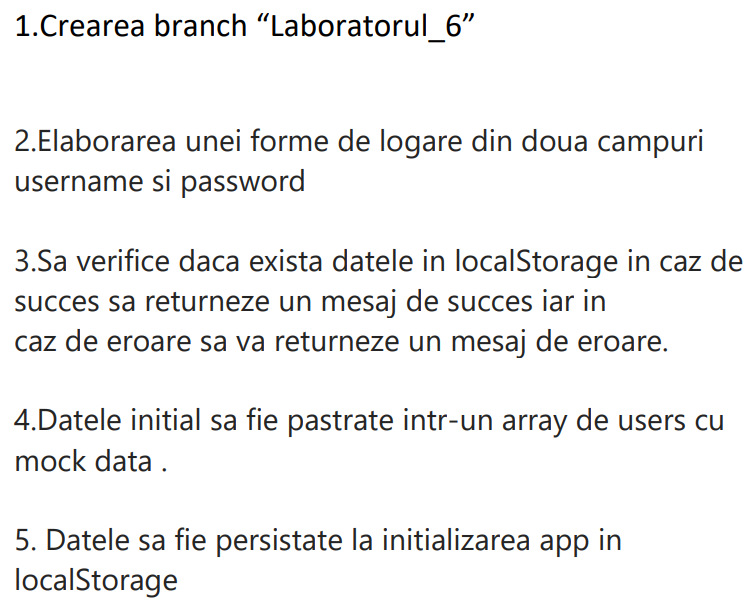 1.Crearea branch “Laboratorul_6”
2.Elaborarea unei forme de logare din doua campuri
username si password
3.Sa verifice daca exista datele in localStorage in caz de
succes sa returneze un mesaj de succes iar in
caz de eroare sa va returneze un mesaj de eroare.
4.Datele initial sa fie pastrate intr-un array de users cu
mock data .
5. Datele sa fie persistate la initializarea app in
localStorage